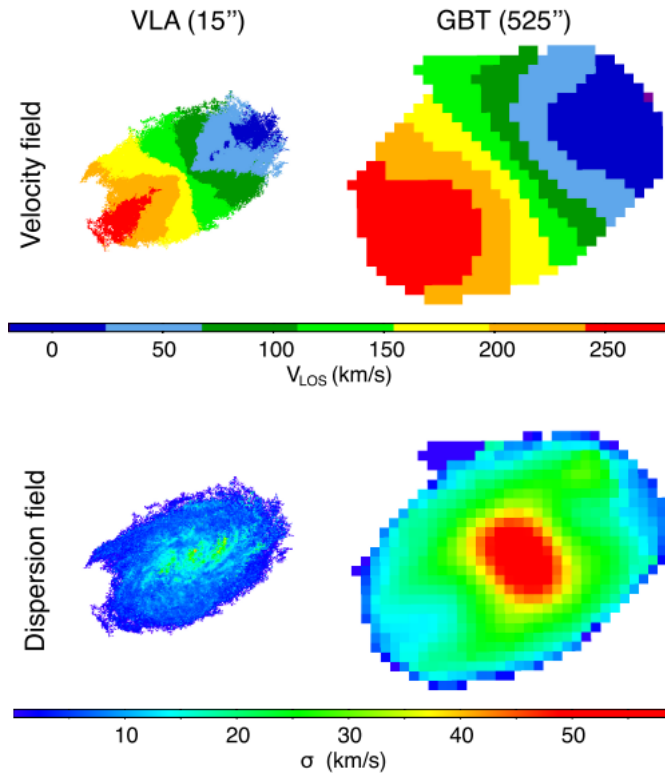 VLA (15”) GBT (525”)
Velocity field
0 50 100 150 200 250
V_LOS (km/s)
Dispersion field
10 20 30 40 50
σ (km/s)